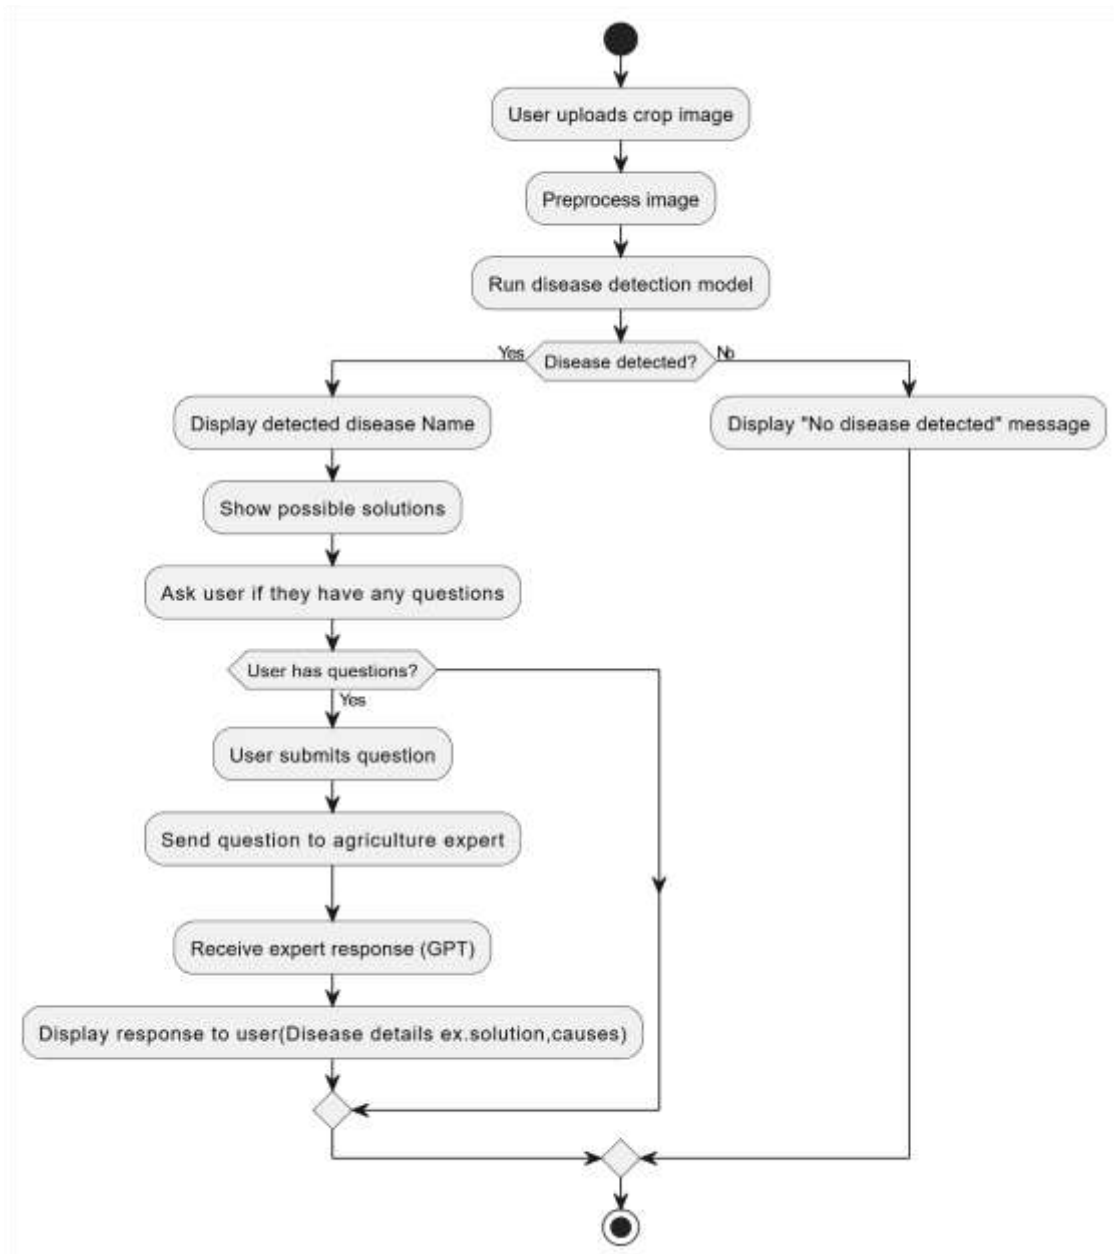 User uploads crop image
Preprocess image
Run disease detection model
Yes
Disease detected?
No
Display detected disease Name
Display "No disease detected" message
Show possible solutions
Ask user if they have any questions
User has questions?
Yes
User submits question
Send question to agriculture expert
Receive expert response (GPT)
Display response to user(Disease details ex.solution,causes)